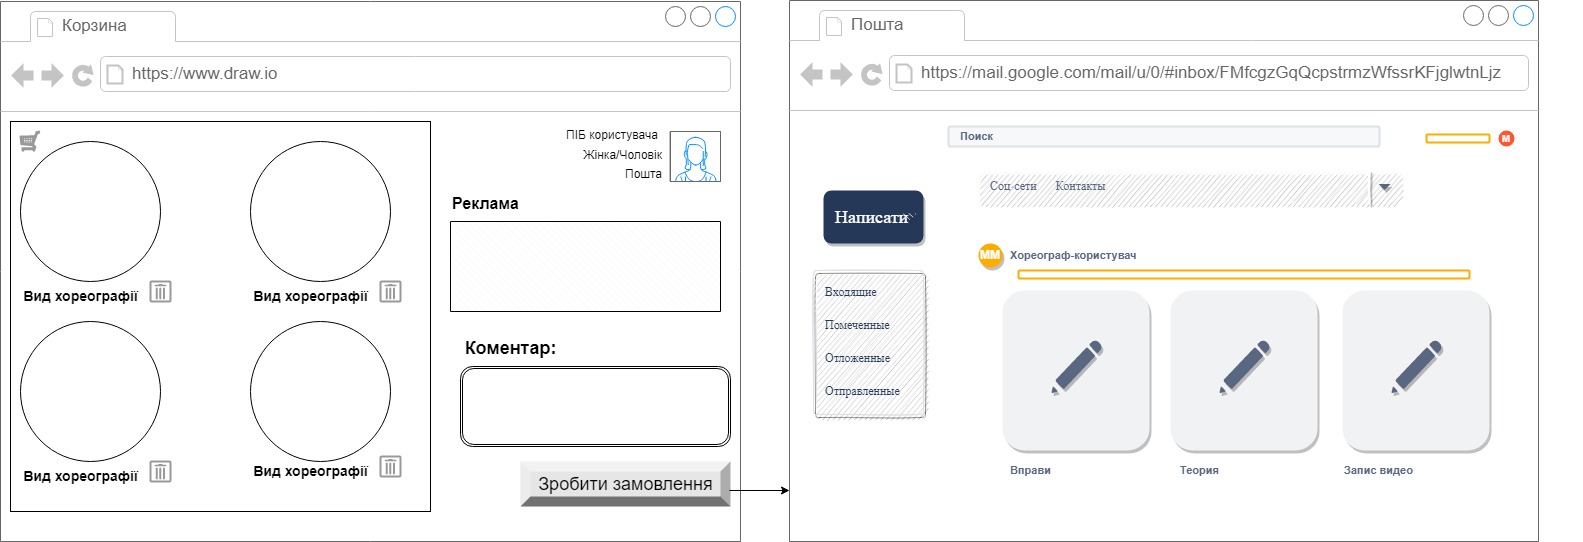 Корзина
https://www.draw.io
ПІБ користувача
Жінка/Чоловік
Пошта
Реклама
Вид хореографії
Вид хореографії
Коментар:
Вид хореографії
Вид хореографії
Зробити замовлення
Пошта
https://mail.google.com/mail/u/0/#inbox/FMfcgzGqQcpstrmzWfssrKFjglwtnLjz
Поиск
М
Соц-сети Контакты
Написати
ММ Хореограф-користувач
Входящие
Помеченные
Отложенные
Отправленные
Вправи Теория Запис видео